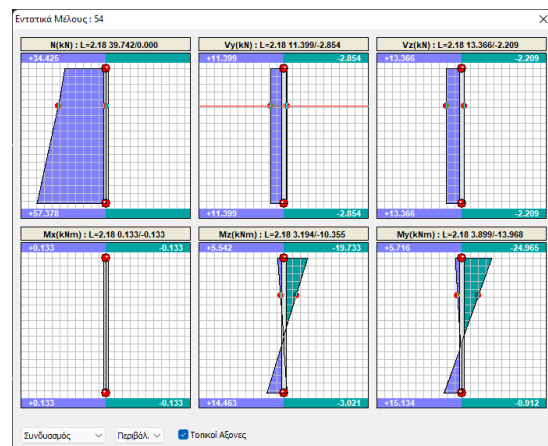 Εντατικά Μέλους : 54
N(kN) : L=2.18 39.742/0.000
Vy(kN) : L=2.18 11.399/-2.854
Vz(kN) : L=2.18 13.366/-2.209
+34.425
+11.399 -2.854
+13.366 -2.209
+57.378
+11.399 -2.854
+13.366 -2.209
Mx(kNm) : L=2.18 0.133/-0.133
Mz(kNm) : L=2.18 3.194/-10.355
My(kNm) : L=2.18 3.899/-13.968
+0.133 -0.133
+5.542 -19.733
+5.716 -24.965
+0.133 -0.133
+14.463 -3.021
+15.134 -0.912
Συνδυασμός
Περιβάλ.
Τοπικοί Αξονες